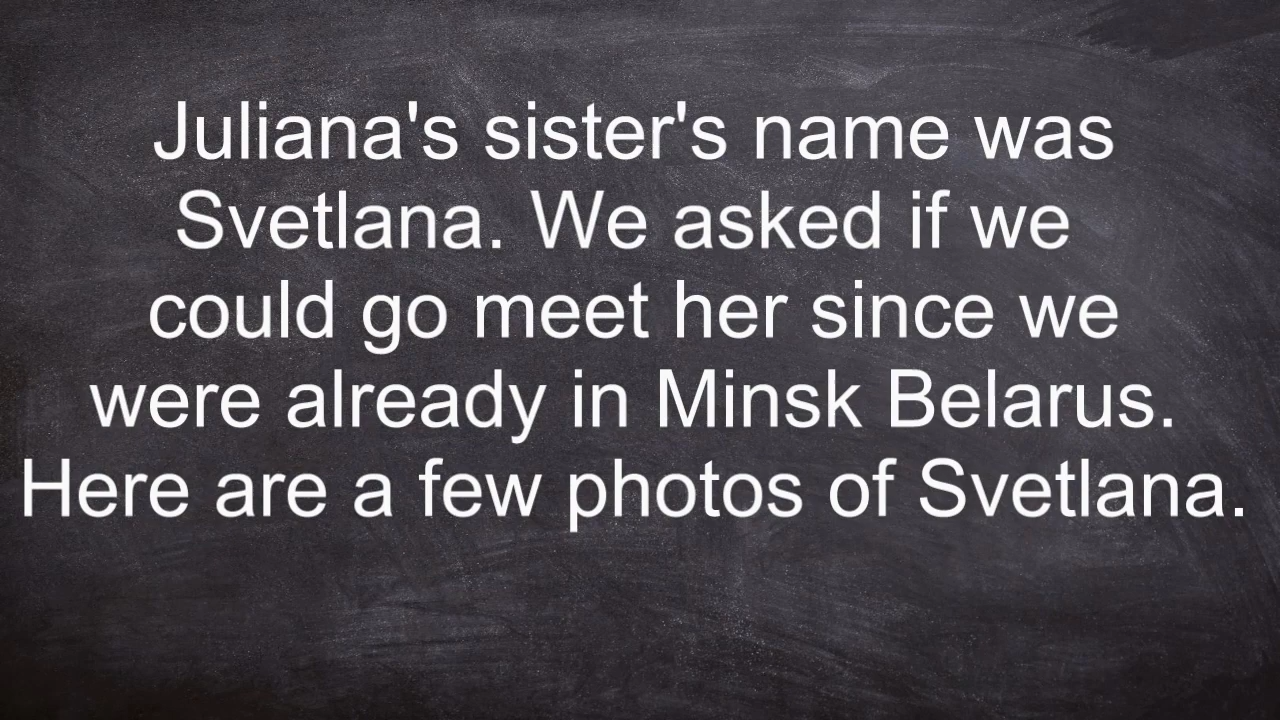 Juliana's sister's name was
Svetlana. We asked if we
could go meet her since we
were already in Minsk Belarus.
Here are a few photos of Svetlana.